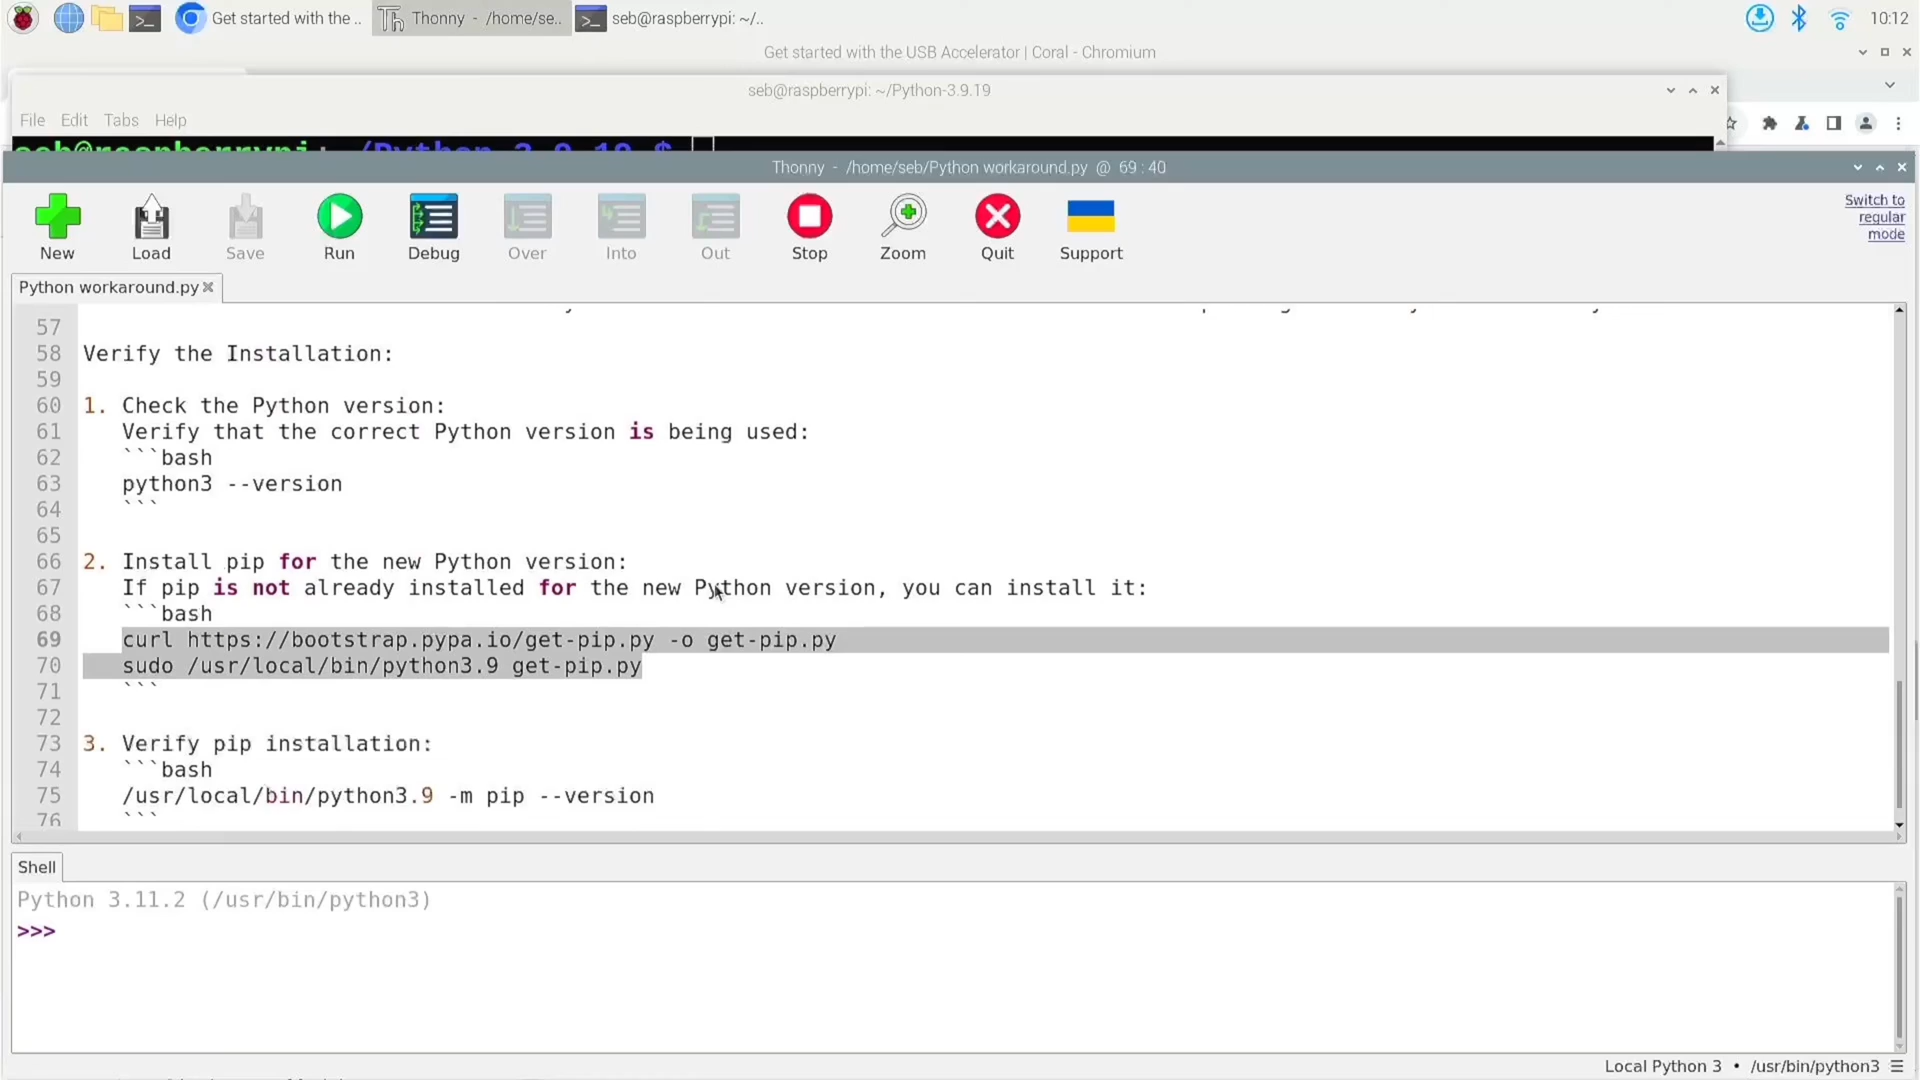 Get started with the ..
Thonny - /home/se..
seb@raspberrypi: ~/..
10:12
Get started with the USB Accelerator | Coral - Chromium
seb@raspberrypi: ~/Python-3.9.19
File Edit Tabs Help
seb@raspberrypi: ~/Python-3.9.19 $
Thonny - /home/seb/Python workaround.py @ 69 : 40
New Load Save Run Debug Over Into Out Stop Zoom Quit Support
Switch to
regular
mode
Python workaround.py
57
58 Verify the Installation:
59
60 1. Check the Python version:
61 Verify that the correct Python version is being used:
62 ```bash
63 python3 --version
64 ```
65
66 2. Install pip for the new Python version:
67 If pip is not already installed for the new Python version, you can install it:
68 ```bash
69 curl https://bootstrap.pypa.io/get-pip.py -o get-pip.py
70 sudo /usr/local/bin/python3.9 get-pip.py
71 ```
72
73 3. Verify pip installation:
74 ```bash
75 /usr/local/bin/python3.9 -m pip --version
76 ```
Shell
Python 3.11.2 (/usr/bin/python3)
>>>
Local Python 3 • /usr/bin/python3 ☰